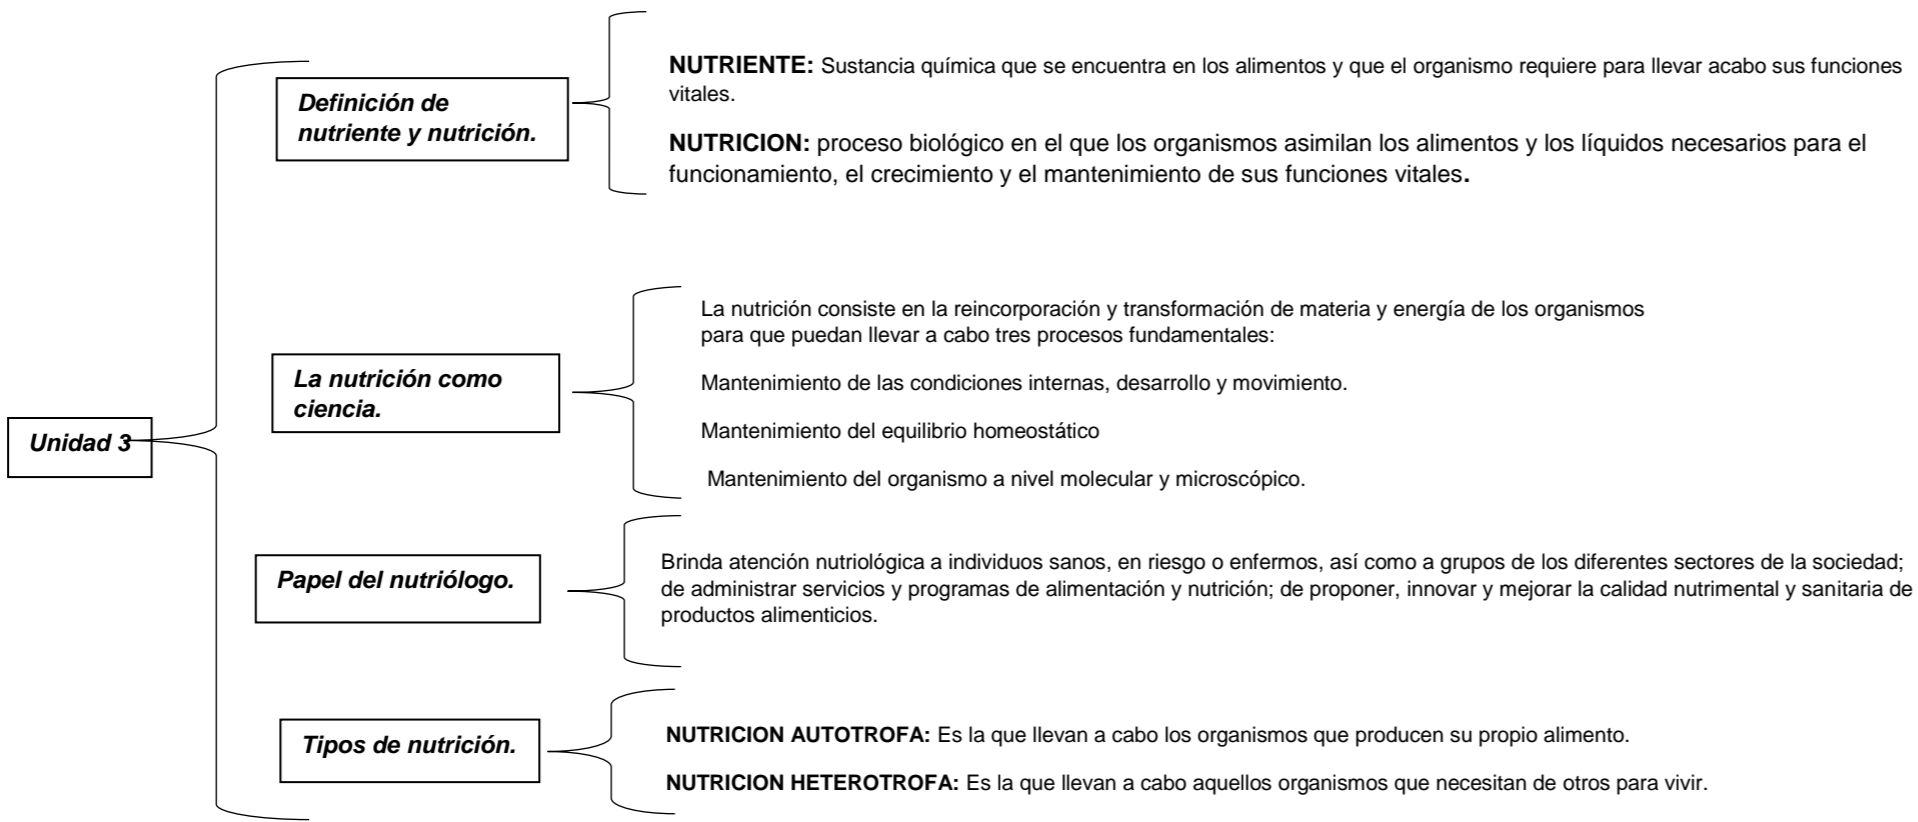 Unidad 3
Definición de
nutriente y nutrición.
NUTRIENTE: Sustancia química que se encuentra en los alimentos y que el organismo requiere para llevar acabo sus funciones
vitales.
NUTRICION: proceso biológico en el que los organismos asimilan los alimentos y los líquidos necesarios para el
funcionamiento, el crecimiento y el mantenimiento de sus funciones vitales.
La nutrición como
ciencia.
La nutrición consiste en la reincorporación y transformación de materia y energía de los organismos
para que puedan llevar a cabo tres procesos fundamentales:
Mantenimiento de las condiciones internas, desarrollo y movimiento.
Mantenimiento del equilibrio homeostático
Mantenimiento del organismo a nivel molecular y microscópico.
Papel del nutriólogo.
Brinda atención nutriológica a individuos sanos, en riesgo o enfermos, así como a grupos de los diferentes sectores de la sociedad;
de administrar servicios y programas de alimentación y nutrición; de proponer, innovar y mejorar la calidad nutrimental y sanitaria de
productos alimenticios.
Tipos de nutrición.
NUTRICION AUTOTROFA: Es la que llevan a cabo los organismos que producen su propio alimento.
NUTRICION HETEROTROFA: Es la que llevan a cabo aquellos organismos que necesitan de otros para vivir.